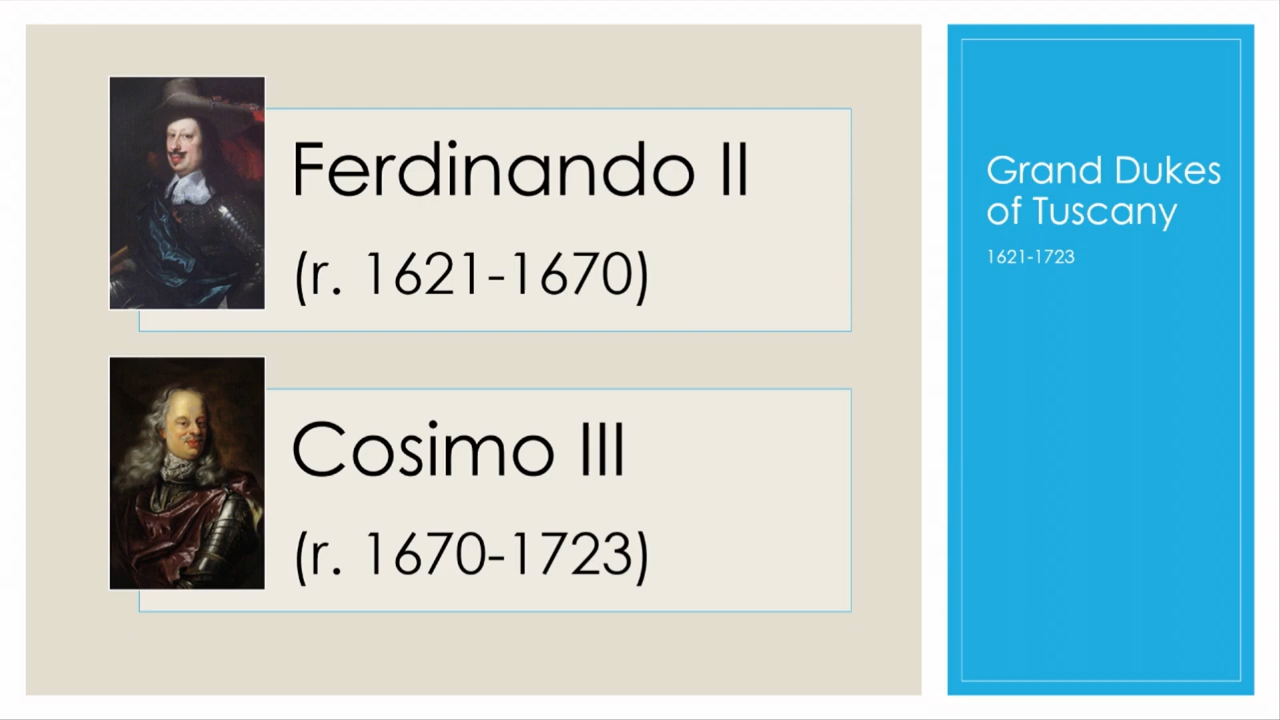 Ferdinando II
(r. 1621-1670)
Cosimo III
(r. 1670-1723)
Grand Dukes
of Tuscany
1621-1723